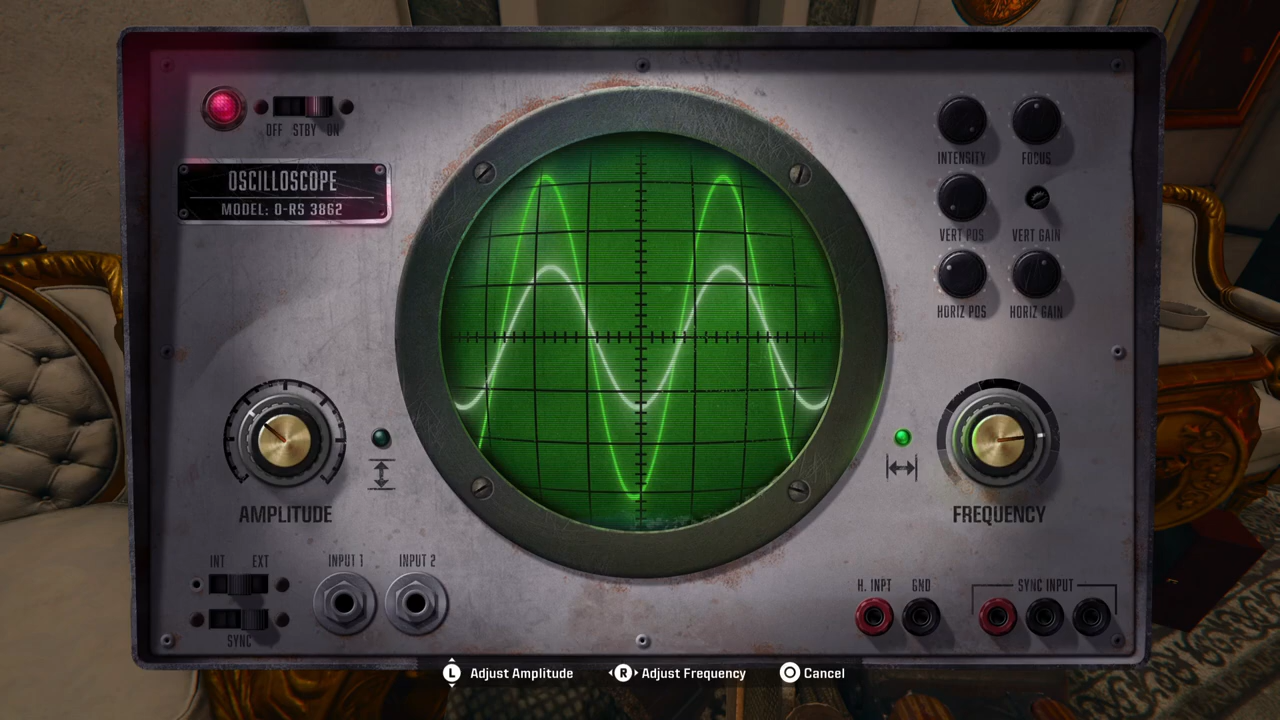 OFF STBY ON
OSCILLOSCOPE
MODEL: O-RS 3862
INTENSITY
FOCUS
VERT POS
VERT GAIN
HORIZ POS
HORIZ GAIN
AMPLITUDE
FREQUENCY
INT
EXT
INPUT 1
INPUT 2
SYNC
H. INPT
GND
SYNC INPUT
L Adjust Amplitude
R Adjust Frequency
Cancel